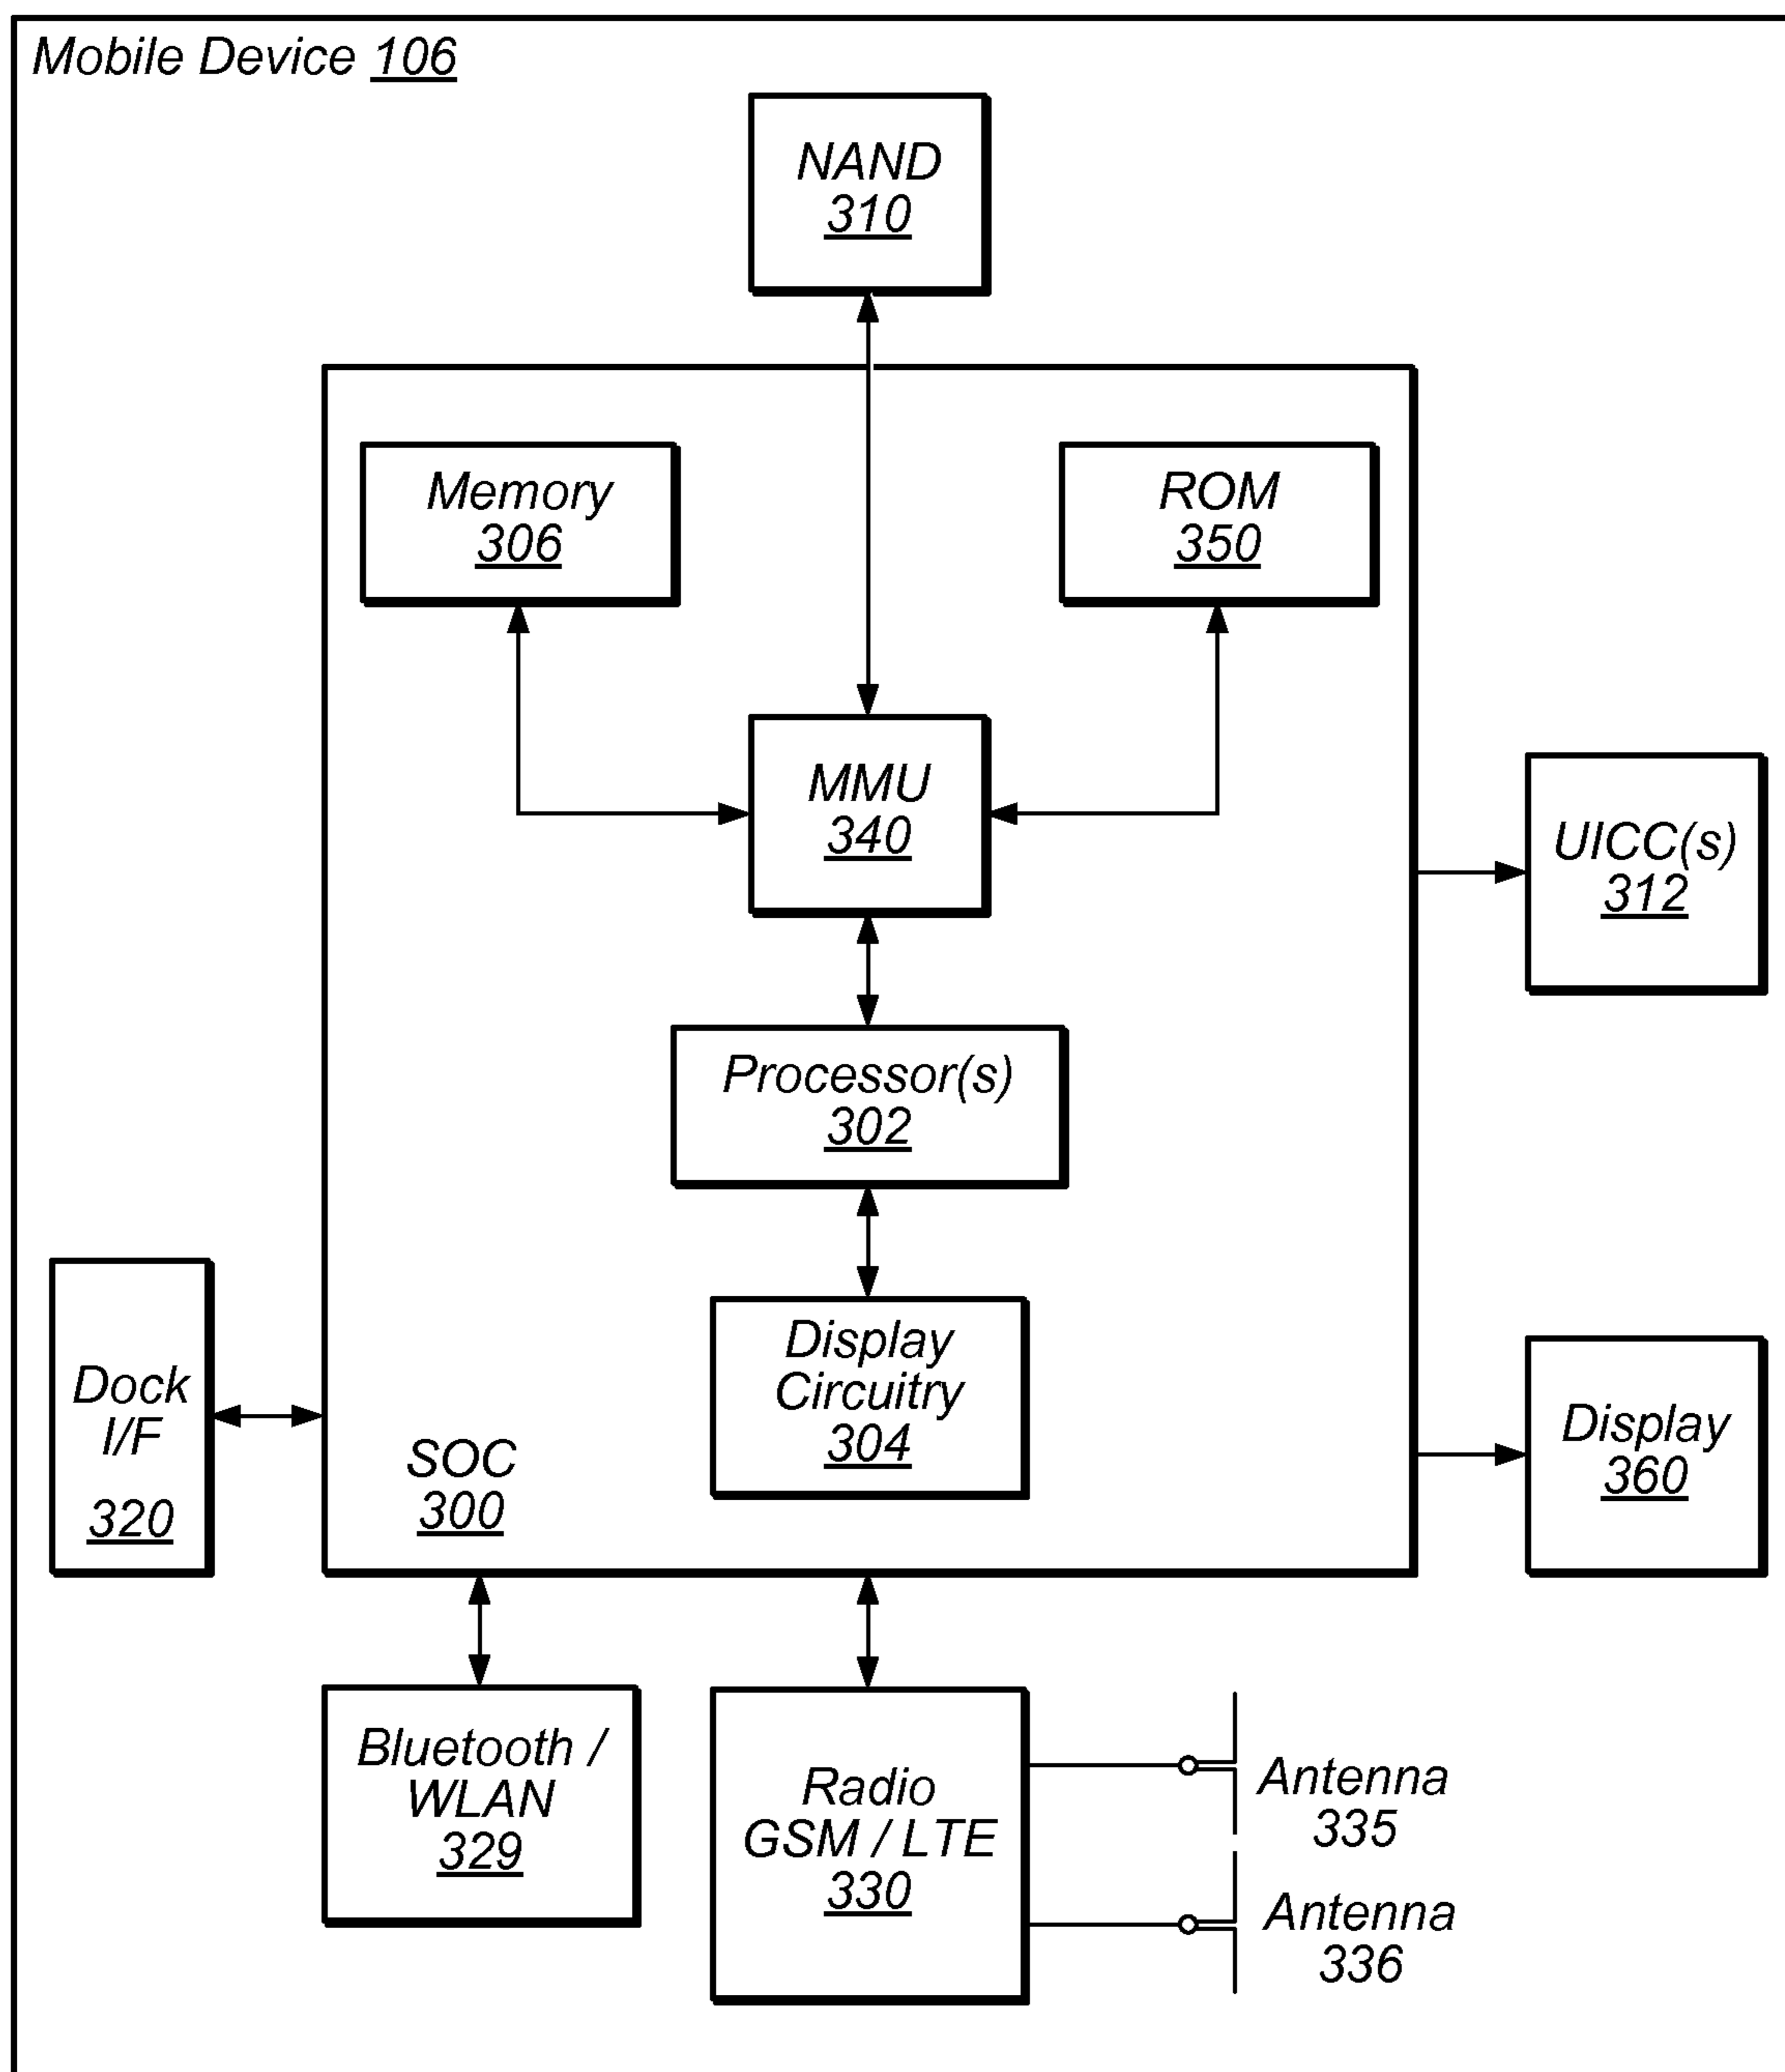 Mobile Device 106
NAND
310
Memory
306
ROM
350
MMU
340
UICC(s)
312
Processor(s)
302
Display
Circuitry
304
Dock
I/F
320
SOC
300
Display
360
Bluetooth /
WLAN
329
Radio
GSM / LTE
330
Antenna
335
Antenna
336